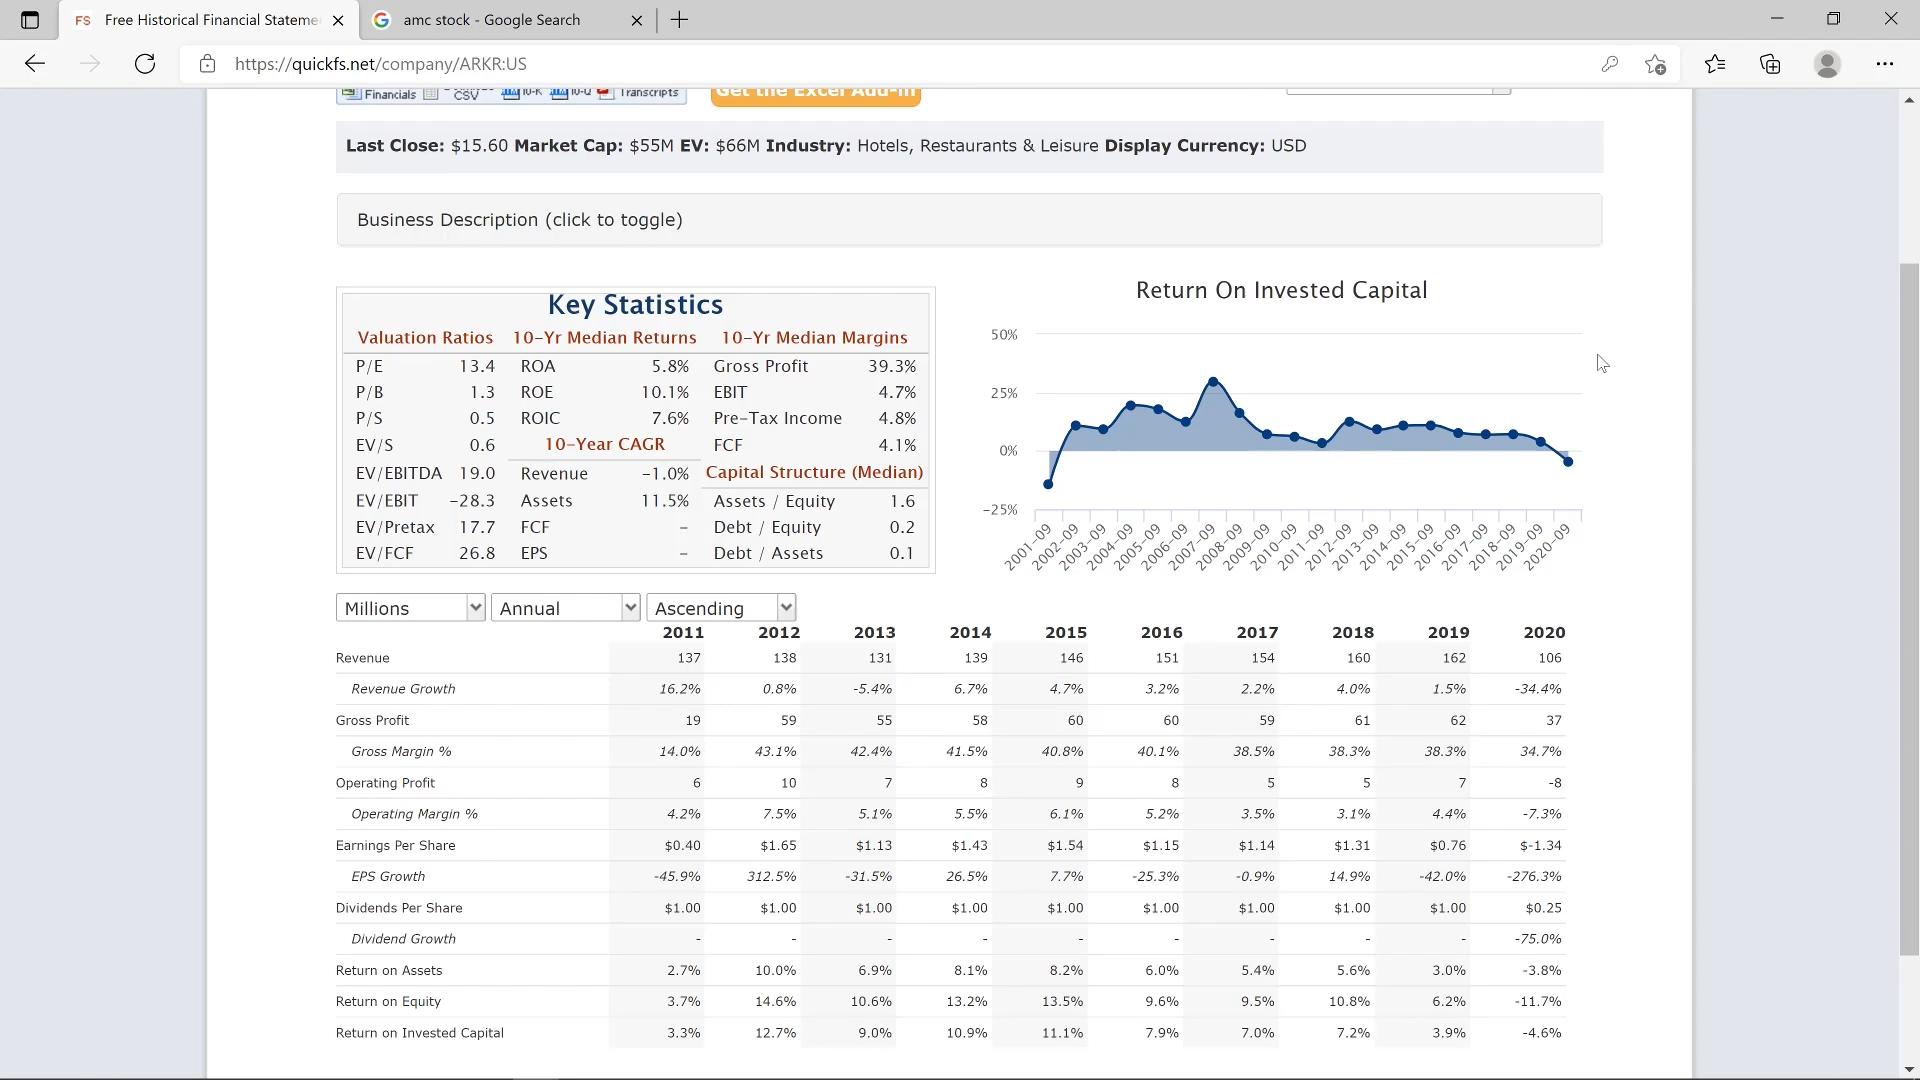 FS Free Historical Financial Stateme
amc stock - Google Search
https://quickfs.net/company/ARKR:US
Financials CSV 10-K 10-Q Transcripts
Get the Excel Add-in
Last Close: $15.60 Market Cap: $55M EV: $66M Industry: Hotels, Restaurants & Leisure Display Currency: USD
Business Description (click to toggle)
Key Statistics
Valuation Ratios 10-Yr Median Returns 10-Yr Median Margins
P/E 13.4 ROA 5.8% Gross Profit 39.3%
P/B 1.3 ROE 10.1% EBIT 4.7%
P/S 0.5 ROIC 7.6% Pre-Tax Income 4.8%
EV/S 0.6 10-Year CAGR FCF 4.1%
EV/EBITDA 19.0 Revenue -1.0% Capital Structure (Median)
EV/EBIT -28.3 Assets 11.5% Assets / Equity 1.6
EV/Pretax 17.7 FCF - Debt / Equity 0.2
EV/FCF 26.8 EPS - Debt / Assets 0.1
Return On Invested Capital
50%
25%
0%
-25%
2001-09 2002-09 2003-09 2004-09 2005-09 2006-09 2007-09 2008-09 2009-09 2010-09 2011-09 2012-09 2013-09 2014-09 2015-09 2016-09 2017-09 2018-09 2019-09 2020-09
Millions Annual Ascending
2011 2012 2013 2014 2015 2016 2017 2018 2019 2020
Revenue 137 138 131 139 146 151 154 160 162 106
Revenue Growth 16.2% 0.8% -5.4% 6.7% 4.7% 3.2% 2.2% 4.0% 1.5% -34.4%
Gross Profit 19 59 55 58 60 60 59 61 62 37
Gross Margin % 14.0% 43.1% 42.4% 41.5% 40.8% 40.1% 38.5% 38.3% 38.3% 34.7%
Operating Profit 6 10 7 8 9 8 5 5 7 -8
Operating Margin % 4.2% 7.5% 5.1% 5.5% 6.1% 5.2% 3.5% 3.1% 4.4% -7.3%
Earnings Per Share $0.40 $1.65 $1.13 $1.43 $1.54 $1.15 $1.14 $1.31 $0.76 $-1.34
EPS Growth -45.9% 312.5% -31.5% 26.5% 7.7% -25.3% -0.9% 14.9% -42.0% -276.3%
Dividends Per Share $1.00 $1.00 $1.00 $1.00 $1.00 $1.00 $1.00 $1.00 $1.00 $0.25
Dividend Growth - - - - - - - - - -75.0%
Return on Assets 2.7% 10.0% 6.9% 8.1% 8.2% 6.0% 5.4% 5.6% 3.0% -3.8%
Return on Equity 3.7% 14.6% 10.6% 13.2% 13.5% 9.6% 9.5% 10.8% 6.2% -11.7%
Return on Invested Capital 3.3% 12.7% 9.0% 10.9% 11.1% 7.9% 7.0% 7.2% 3.9% -4.6%